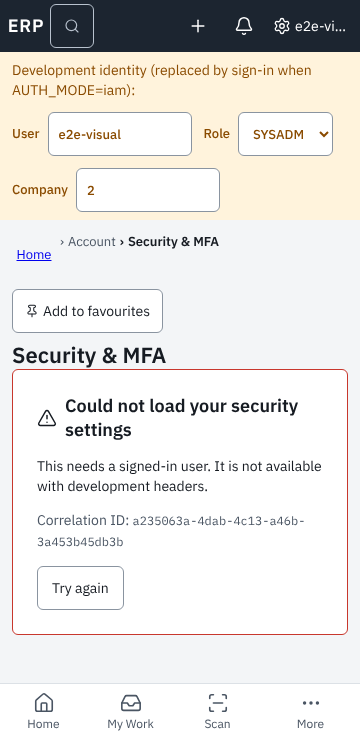 ERP
e2e-vi...
Development identity (replaced by sign-in when
AUTH_MODE=iam):
User e2e-visual Role SYSADM
Company 2
Home › Account › Security & MFA
Add to favourites
Security & MFA
Could not load your security
settings
This needs a signed-in user. It is not available
with development headers.
Correlation ID: a235063a-4dab-4c13-a46b-
3a453b45db3b
Try again
Home My Work Scan More